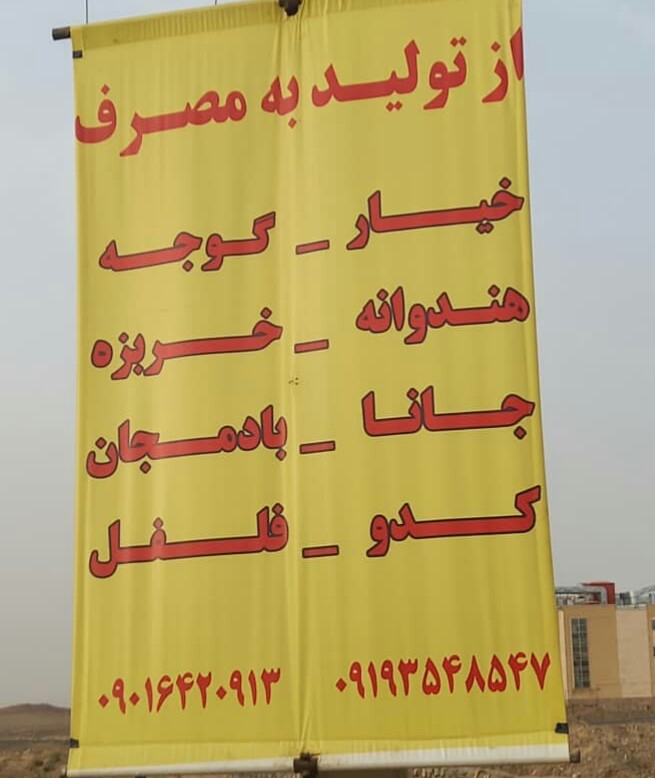 از تولید به مصرف
خیار _ گوجه
هندوانه _ خربزه
جانا _ بادمجان
کدو _ فلفل
۰۹۱۹۳۵۴۸۵۴۷ ۰۹۰۱۶۴۲۰۹۱۳